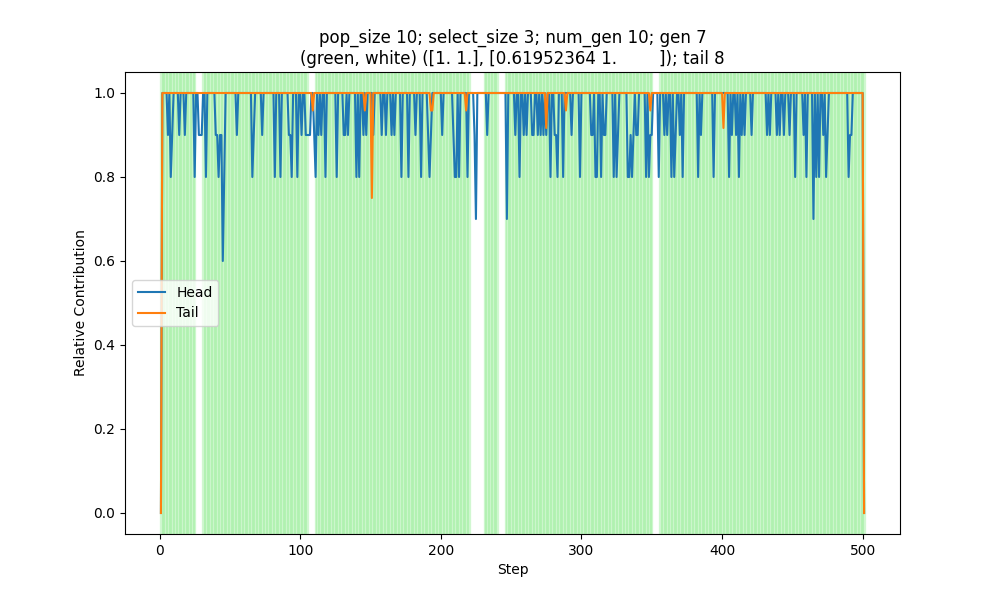 pop_size 10; select_size 3; num_gen 10; gen 7
(green, white) ([1. 1.], [0.61952364 1.         ]); tail 8
1.0
0.8
0.6
0.4
0.2
0.0
Relative Contribution
Head
Tail
0
100
200
300
400
500
Step